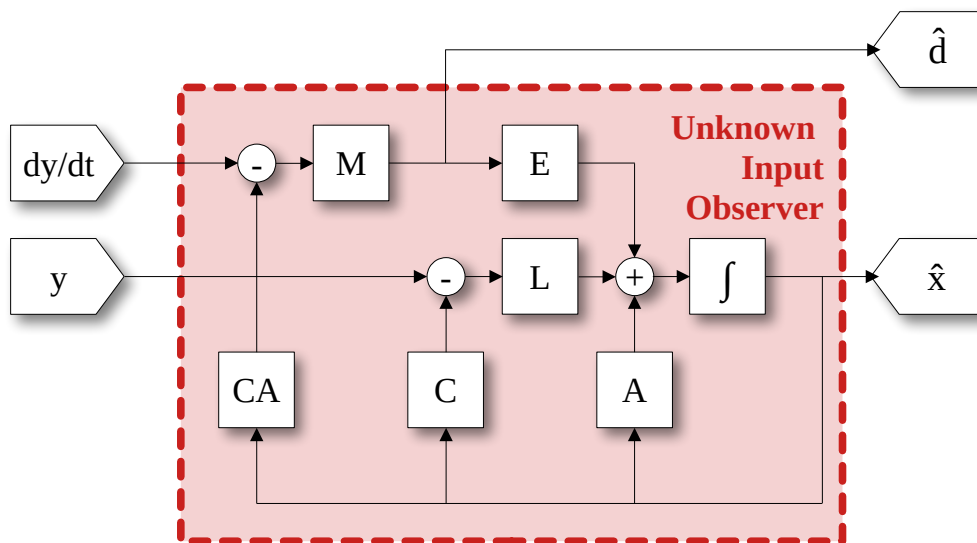 d̂
Unknown
Input
Observer
dy/dt
-
M
E
y
-
L
+
∫
x̂
CA
C
A